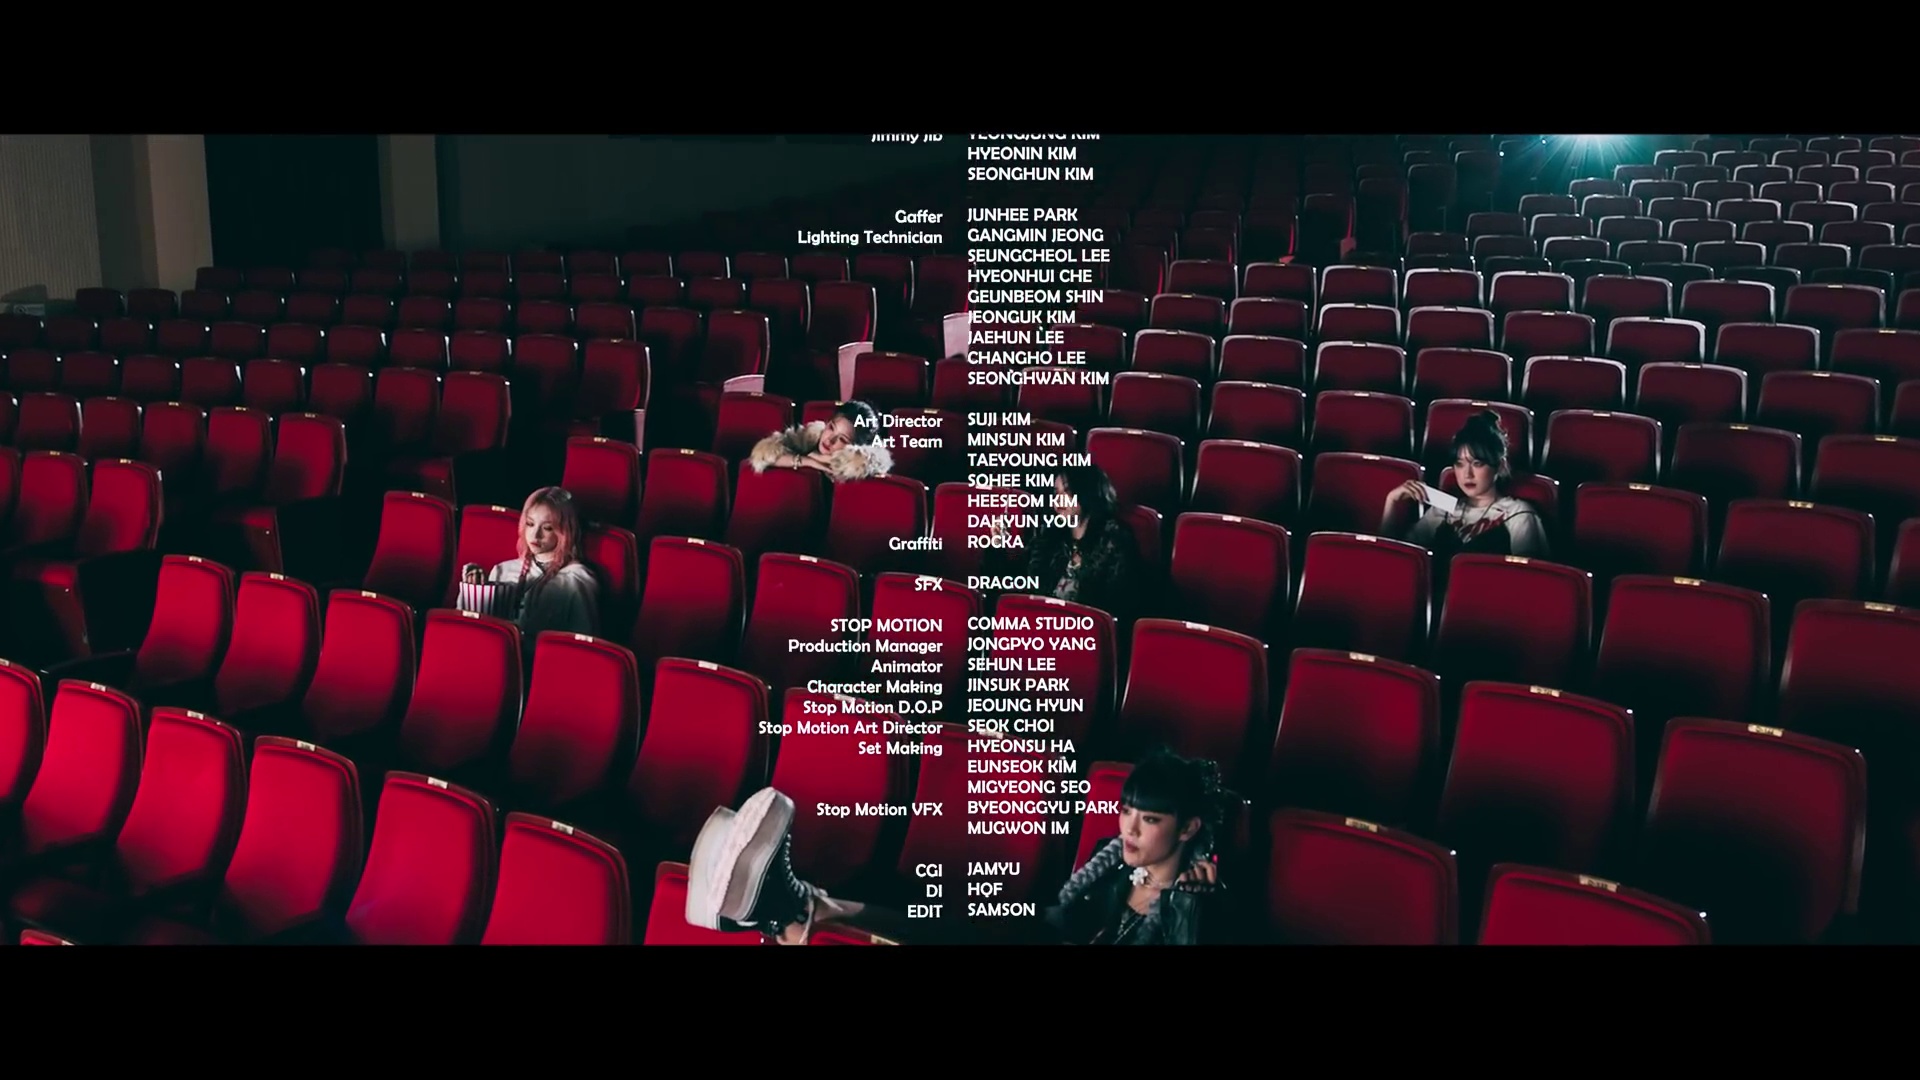 Jimmy Jib YEONGJUNG KIM
HYEONIN KIM
SEONGHUN KIM
Gaffer JUNHEE PARK
Lighting Technician GANGMIN JEONG
SEUNGCHEOL LEE
HYEONHUI CHE
GEUNBEOM SHIN
JEONGUK KIM
JAEHUN LEE
CHANGHO LEE
SEONGHWAN KIM
Art Director SUJI KIM
Art Team MINSUN KIM
TAEYOUNG KIM
SOHEE KIM
HEESEOM KIM
DAHYUN YOU
Graffiti ROCKA
SFX DRAGON
STOP MOTION COMMA STUDIO
Production Manager JONGPYO YANG
Animator SEHUN LEE
Character Making JINSUK PARK
Stop Motion D.O.P JEOUNG HYUN
Stop Motion Art Director SEOK CHOI
Set Making HYEONSU HA
EUNSEOK KIM
MIGYEONG SEO
Stop Motion VFX BYEONGGYU PARK
MUGWON IM
CGI JAMYU
DI HQF
EDIT SAMSON